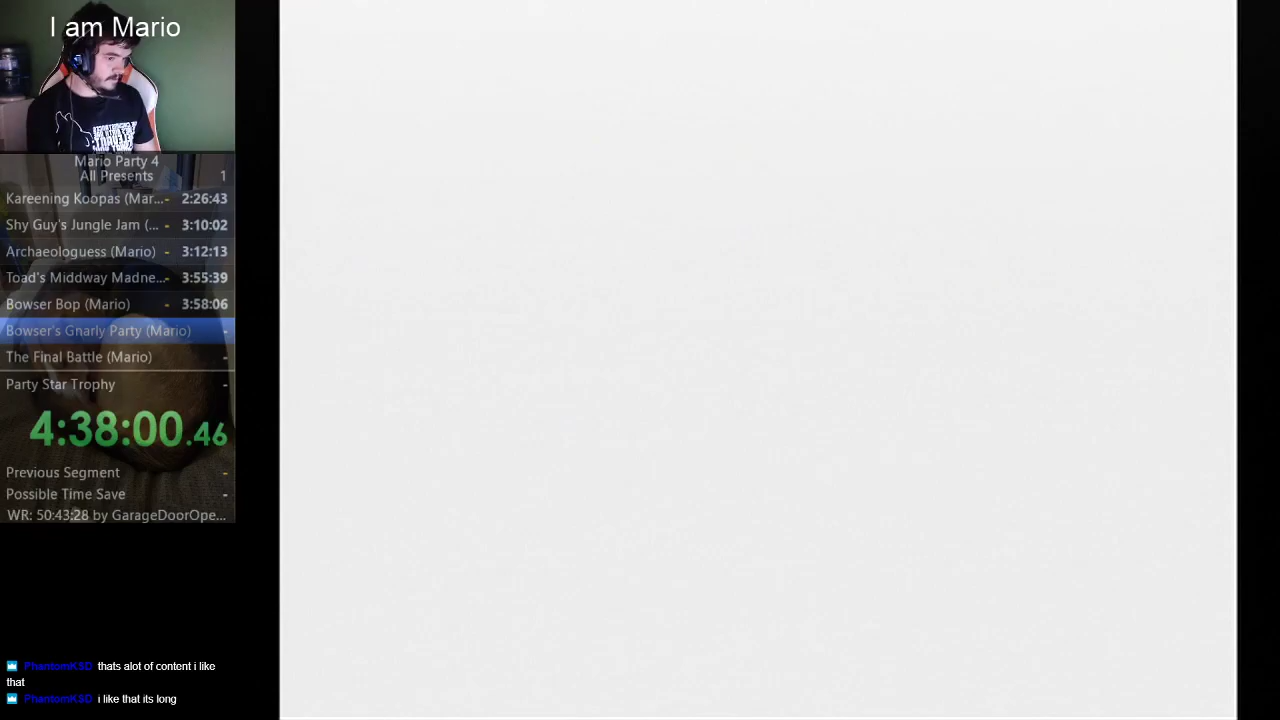 I am Mario
Mario Party 4
All Presents 1
Kareening Koopas (Mar... - 2:26:43
Shy Guy's Jungle Jam (... - 3:10:02
Archaeologuess (Mario) - 3:12:13
Toad's Middway Madne... - 3:55:39
Bowser Bop (Mario) - 3:58:06
Bowser's Gnarly Party (Mario) -
The Final Battle (Mario) -
Party Star Trophy -
4:38:00.46
Previous Segment -
Possible Time Save -
WR: 50:43:28 by GarageDoorOpe...
PhantomKSD thats alot of content i like
that
PhantomKSD i like that its long